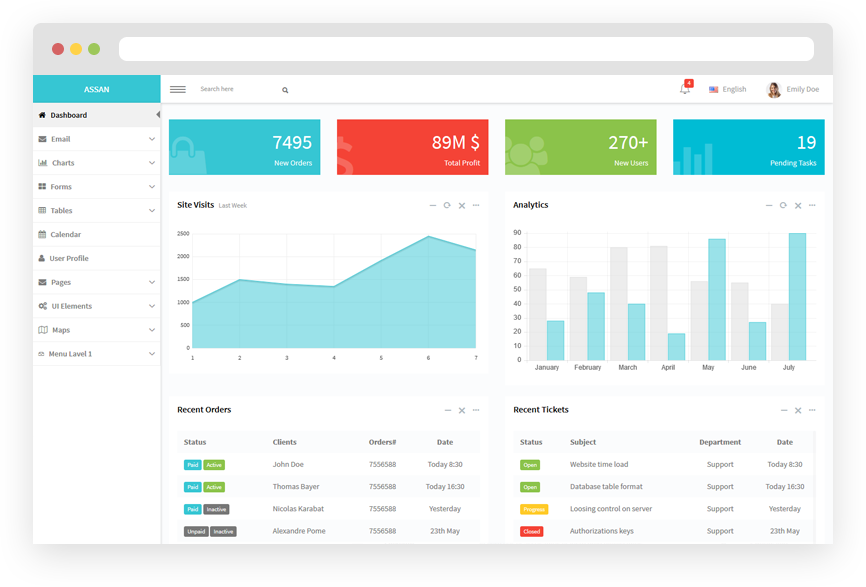 ASSAN
Search here
4
English
Emily Doe
Dashboard
Email
Charts
Forms
Tables
Calendar
User Profile
Pages
UI Elements
Maps
Menu Lavel 1
7495
New Orders
89M $
Total Profit
270+
New Users
19
Pending Tasks
Site Visits Last Week
2500
2000
1500
1000
500
0
1 2 3 4 5 6 7
Analytics
90
80
70
60
50
40
30
20
10
0
January February March April May June July
Recent Orders
Status Clients Orders# Date
Paid Active John Doe 7556588 Today 8:30
Paid Active Thomas Bayer 7556588 Today 16:30
Paid Inactive Nicolas Karabat 7556588 Yesterday
Unpaid Inactive Alexandre Pome 7556588 23th May
Recent Tickets
Status Subject Department Date
Open Website time load Support Today 8:30
Open Database table format Support Today 16:30
Progress Loosing control on server Support Yesterday
Closed Authorizations keys Support 23th May